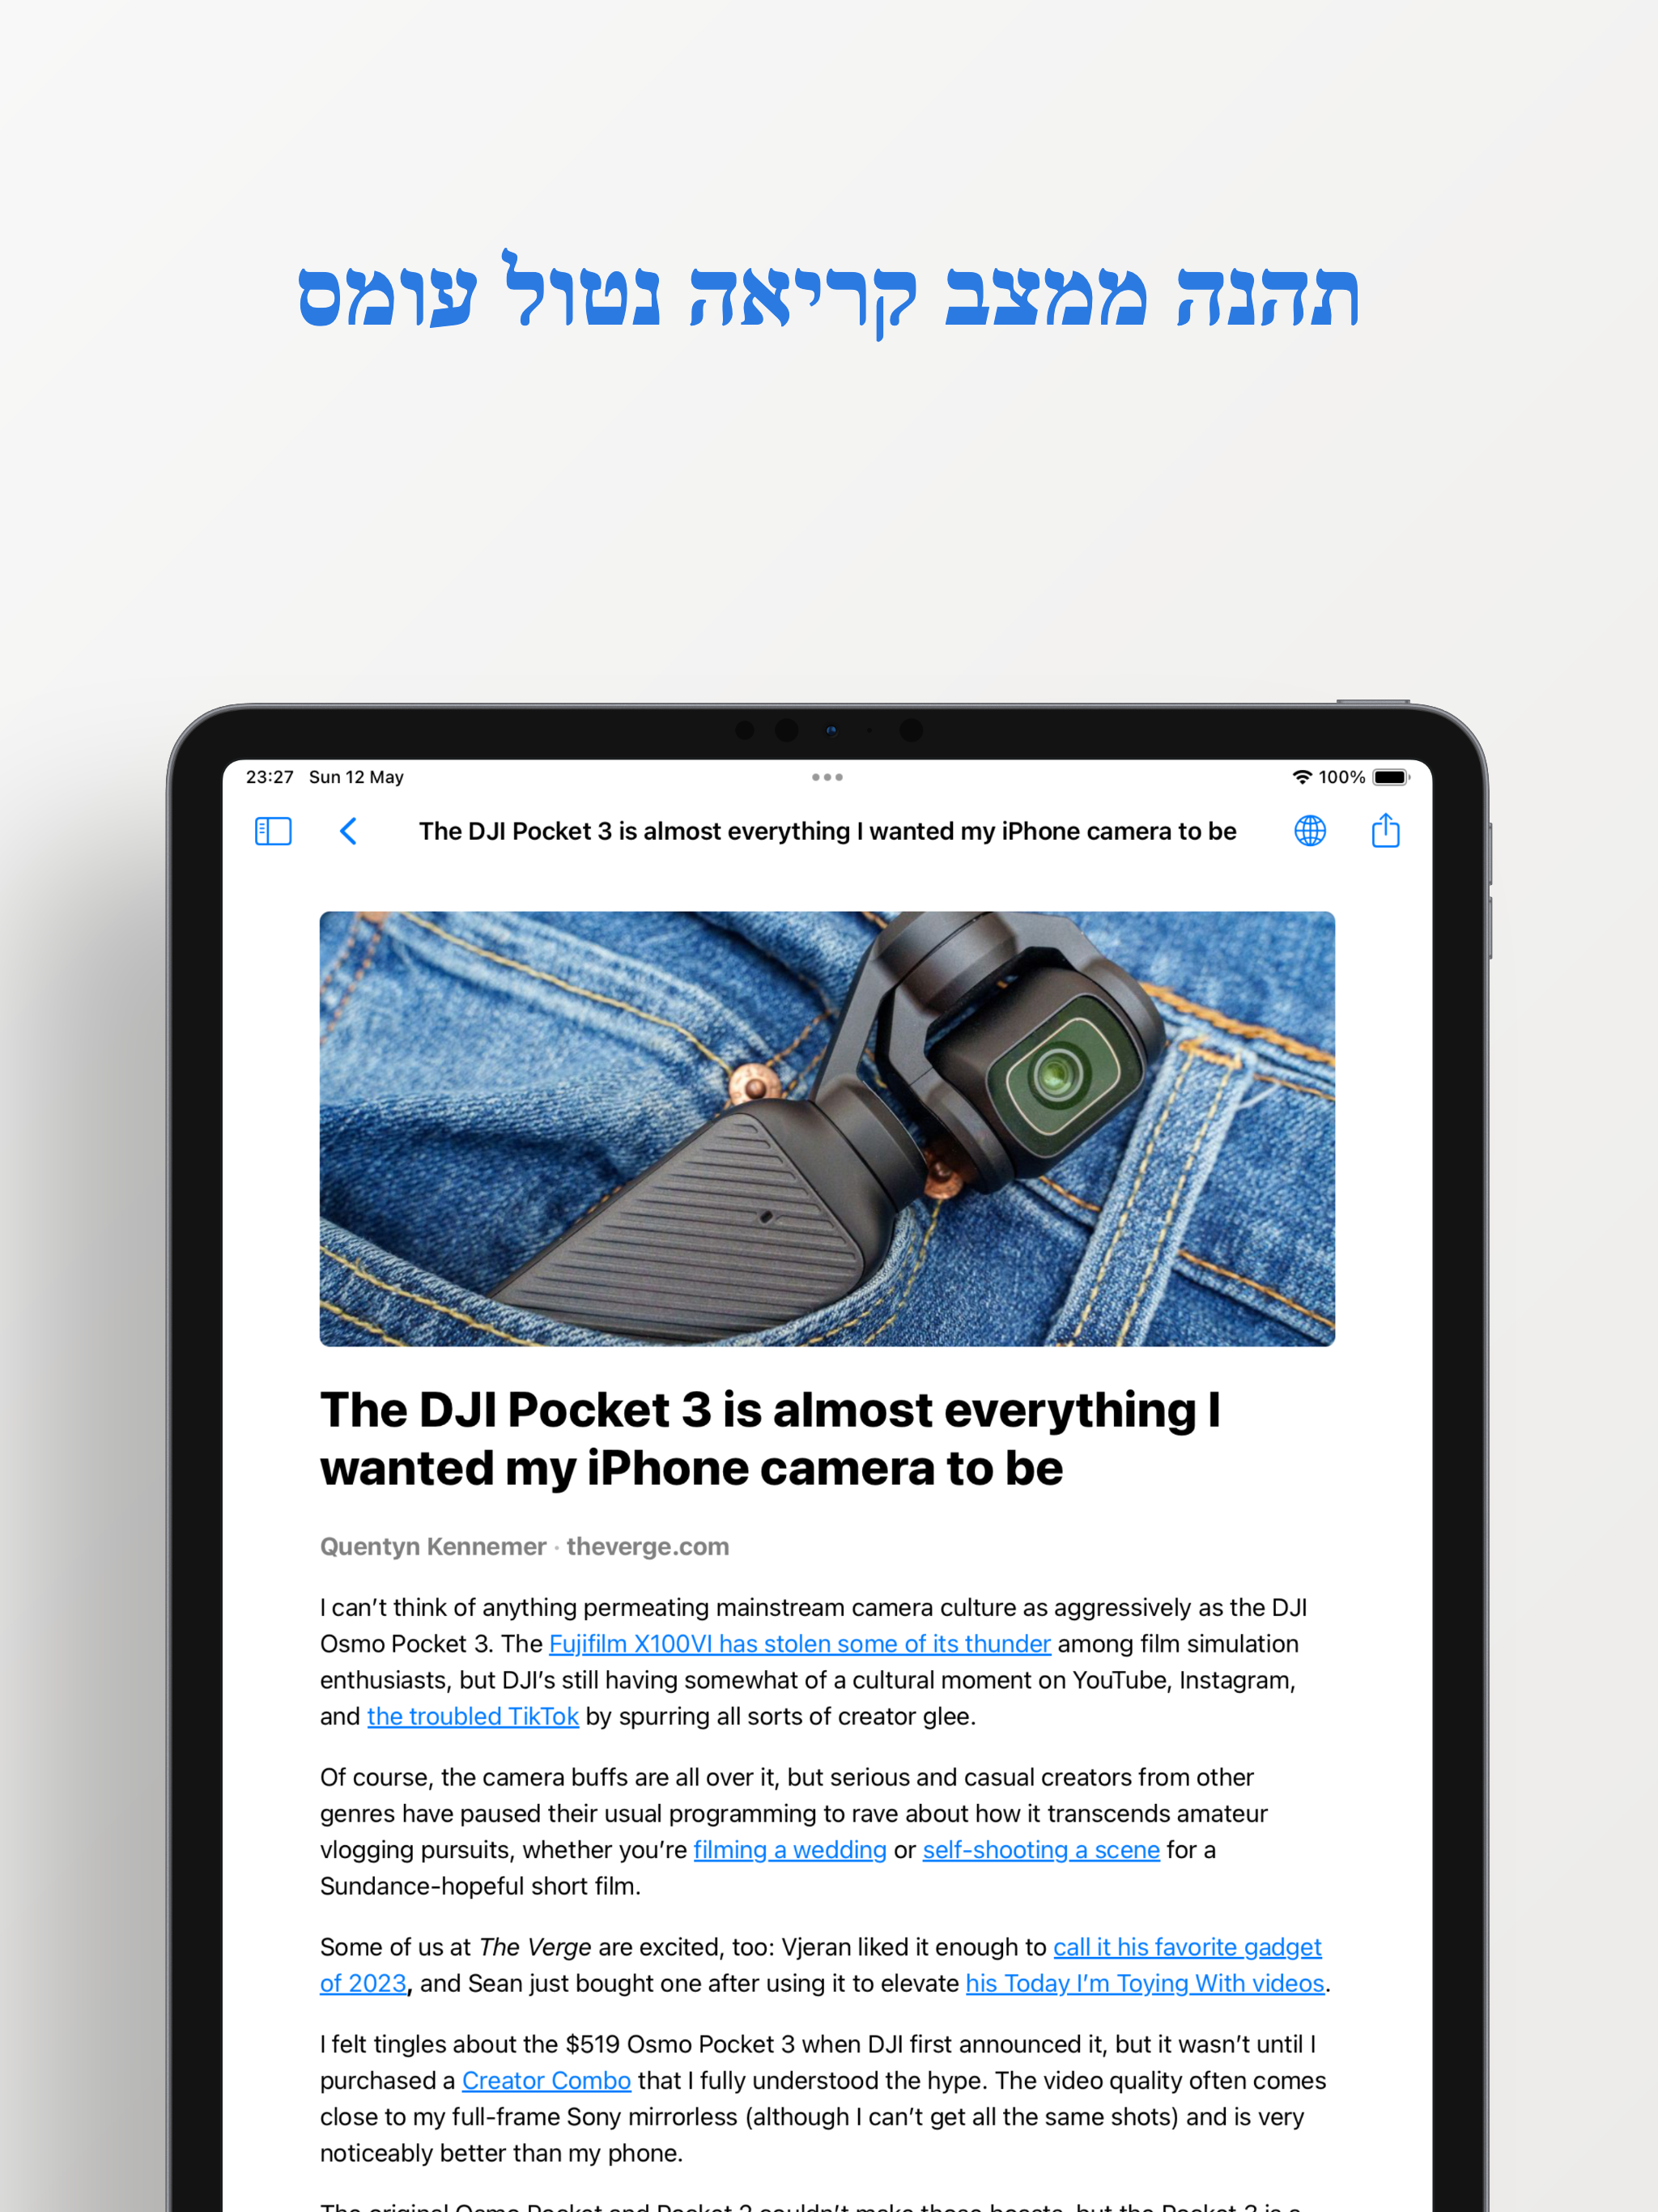 תהנה ממצב קריאה נטול עומס
23:27 Sun 12 May
100%
The DJI Pocket 3 is almost everything I wanted my iPhone camera to be
The DJI Pocket 3 is almost everything I
wanted my iPhone camera to be
Quentyn Kennemer · theverge.com
I can’t think of anything permeating mainstream camera culture as aggressively as the DJI
Osmo Pocket 3. The Fujifilm X100VI has stolen some of its thunder among film simulation
enthusiasts, but DJI’s still having somewhat of a cultural moment on YouTube, Instagram,
and the troubled TikTok by spurring all sorts of creator glee.
Of course, the camera buffs are all over it, but serious and casual creators from other
genres have paused their usual programming to rave about how it transcends amateur
vlogging pursuits, whether you’re filming a wedding or self-shooting a scene for a
Sundance-hopeful short film.
Some of us at The Verge are excited, too: Vjeran liked it enough to call it his favorite gadget
of 2023, and Sean just bought one after using it to elevate his Today I’m Toying With videos.
I felt tingles about the $519 Osmo Pocket 3 when DJI first announced it, but it wasn’t until I
purchased a Creator Combo that I fully understood the hype. The video quality often comes
close to my full-frame Sony mirrorless (although I can’t get all the same shots) and is very
noticeably better than my phone.